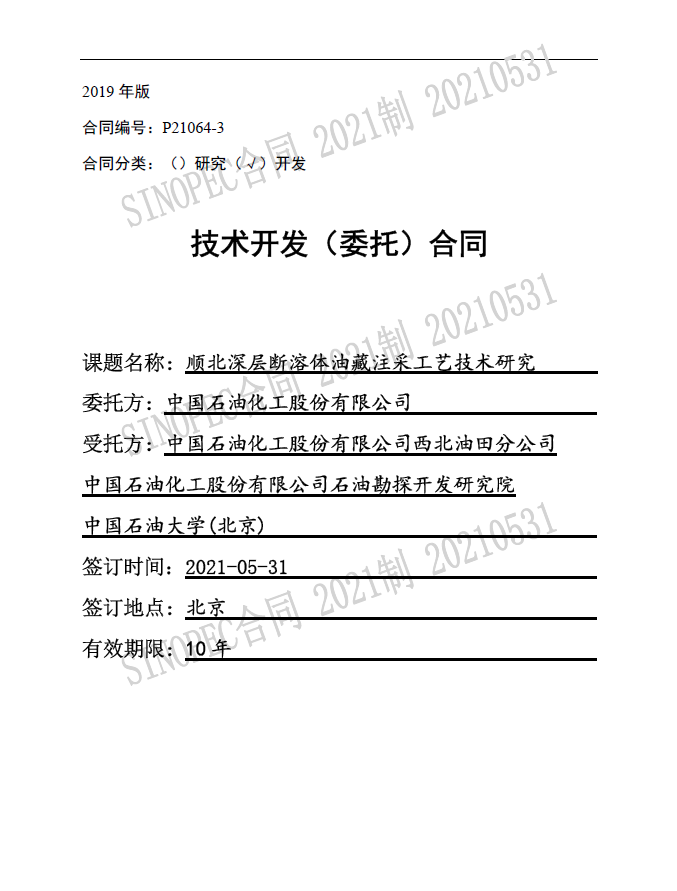 2019 年版
合同编号：P21064-3
合同分类：（）研究（√）开发
技术开发（委托）合同
课题名称：顺北深层断溶体油藏注采工艺技术研究
委托方：中国石油化工股份有限公司
受托方：中国石油化工股份有限公司西北油田分公司
中国石油化工股份有限公司石油勘探开发研究院
中国石油大学(北京)
签订时间：2021-05-31
签订地点：北京
有效期限：10 年
SINOPEC合同 2021制 20210531
SINOPEC合同 2021制 20210531
SINOPEC合同 2021制 20210531